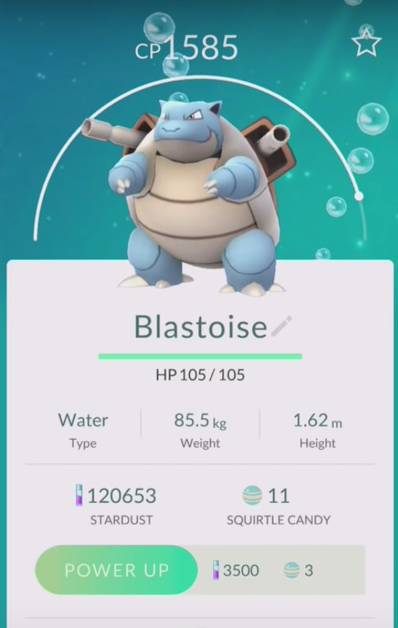 CP1585
Blastoise
HP 105 / 105
Water 85.5 kg 1.62 m
Type Weight Height
120653 11
STARDUST SQUIRTLE CANDY
POWER UP 3500 3